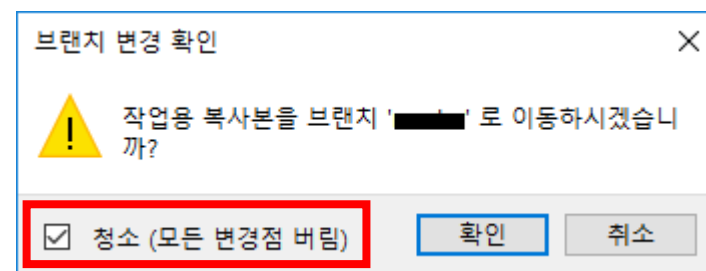 브랜치 변경 확인
작업용 복사본을 브랜치 '' 로 이동하시겠습니
까?
청소 (모든 변경점 버림)
확인
취소